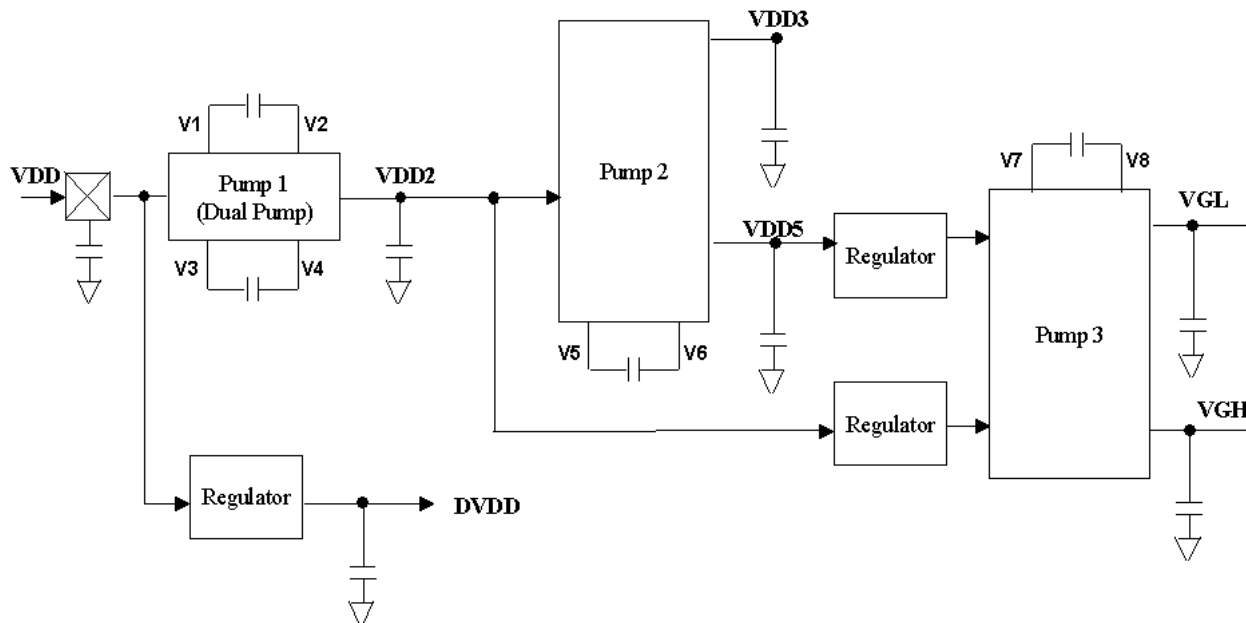 VDD3
V1
V2
Pump 2
V7
V8
VDD
Pump 1
(Dual Pump)
VDD2
VGL
VDD5
Regulator
V3
V4
Pump 3
V5
V6
VGH
Regulator
Regulator
DVDD